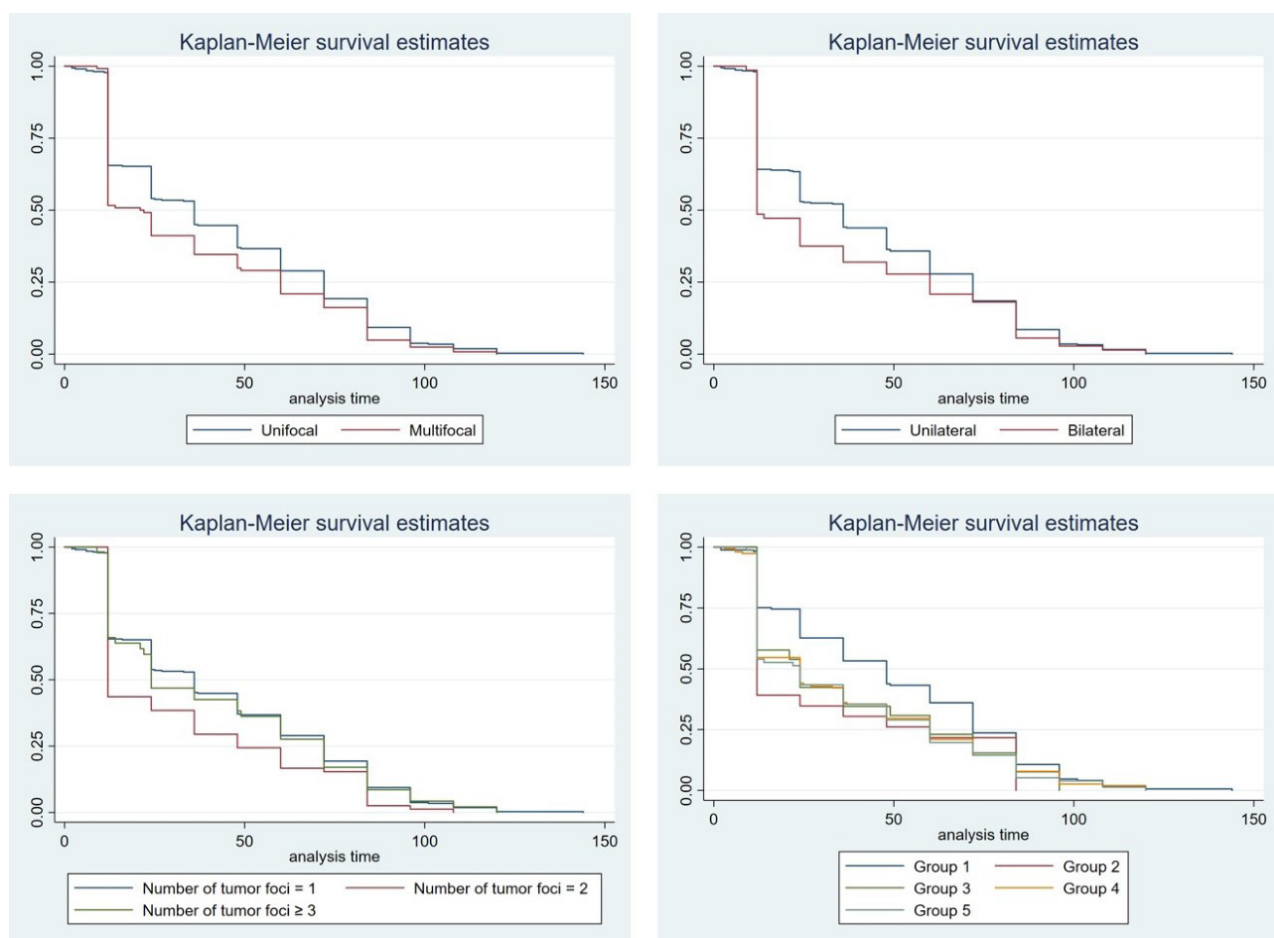 Kaplan-Meier survival estimates
1.00
0.75
0.50
0.25
0.00
0 50 100 150
analysis time
Unifocal Multifocal
Kaplan-Meier survival estimates
1.00
0.75
0.50
0.25
0.00
0 50 100 150
analysis time
Unilateral Bilateral
Kaplan-Meier survival estimates
1.00
0.75
0.50
0.25
0.00
0 50 100 150
analysis time
Number of tumor foci = 1 Number of tumor foci = 2
Number of tumor foci ≥ 3
Kaplan-Meier survival estimates
1.00
0.75
0.50
0.25
0.00
0 50 100 150
analysis time
Group 1 Group 2
Group 3 Group 4
Group 5